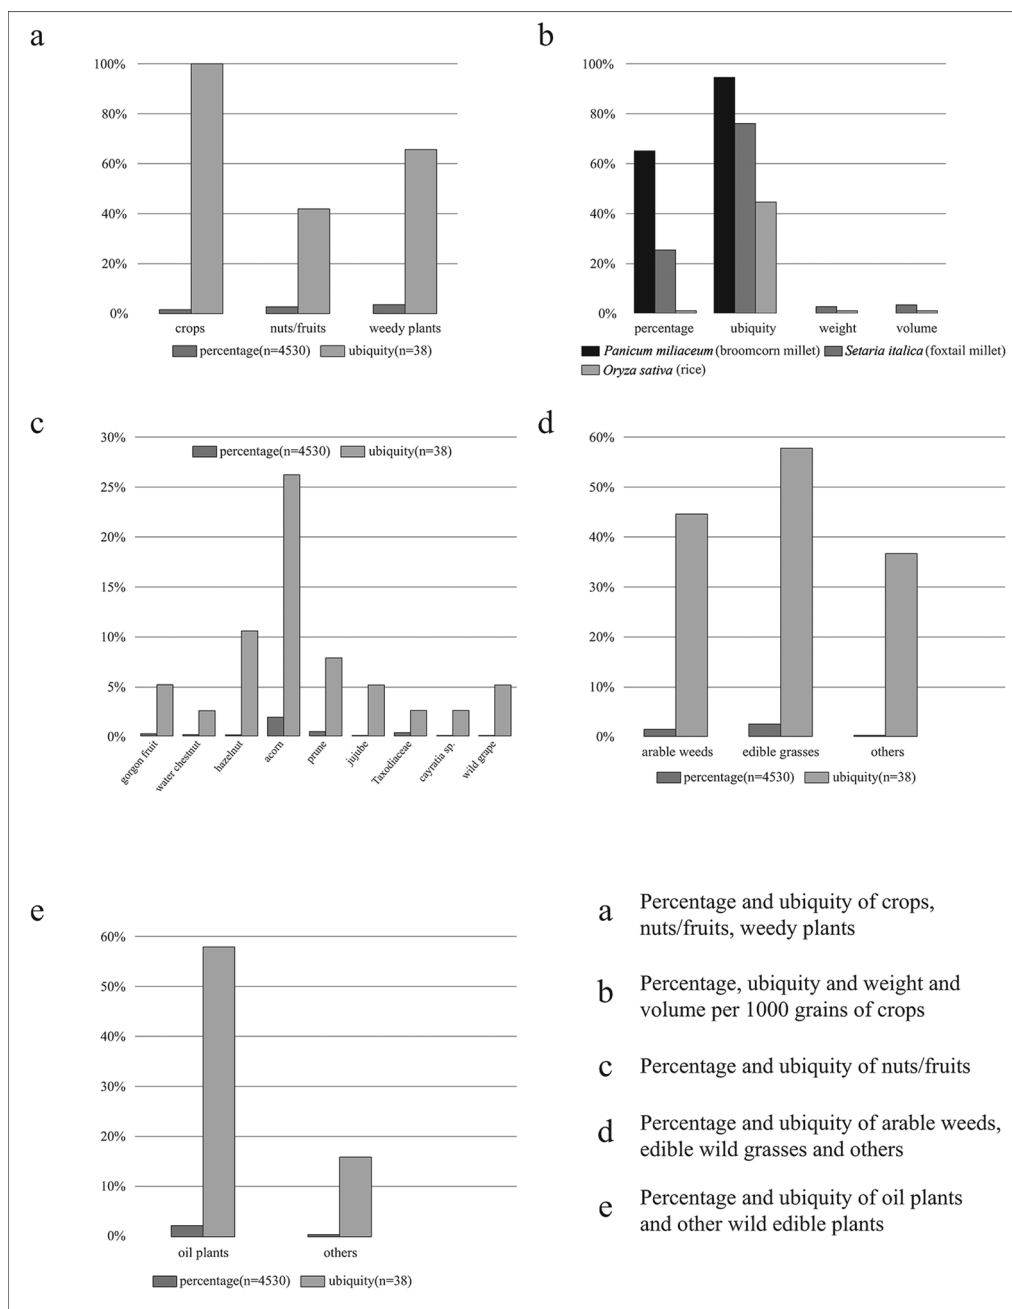 a
100%
80%
60%
40%
20%
0%
crops nuts/fruits weedy plants
percentage(n=4530) ubiquity(n=38)
b
100%
80%
60%
40%
20%
0%
percentage ubiquity weight volume
Panicum miliaceum (broomcorn millet) Setaria italica (foxtail millet)
Oryza sativa (rice)
c
30%
percentage(n=4530) ubiquity(n=38)
25%
20%
15%
10%
5%
0%
gorgon fruit
water chestnut
hazelnut
acorn
prune
jujube
Taxodiaceae
cayratia sp.
wild grape
d
60%
50%
40%
30%
20%
10%
0%
arable weeds edible grasses others
percentage(n=4530) ubiquity(n=38)
e
60%
50%
40%
30%
20%
10%
0%
oil plants others
percentage(n=4530) ubiquity(n=38)
a Percentage and ubiquity of crops,
nuts/fruits, weedy plants
b Percentage, ubiquity and weight and
volume per 1000 grains of crops
c Percentage and ubiquity of nuts/fruits
d Percentage and ubiquity of arable weeds,
edible wild grasses and others
e Percentage and ubiquity of oil plants
and other wild edible plants